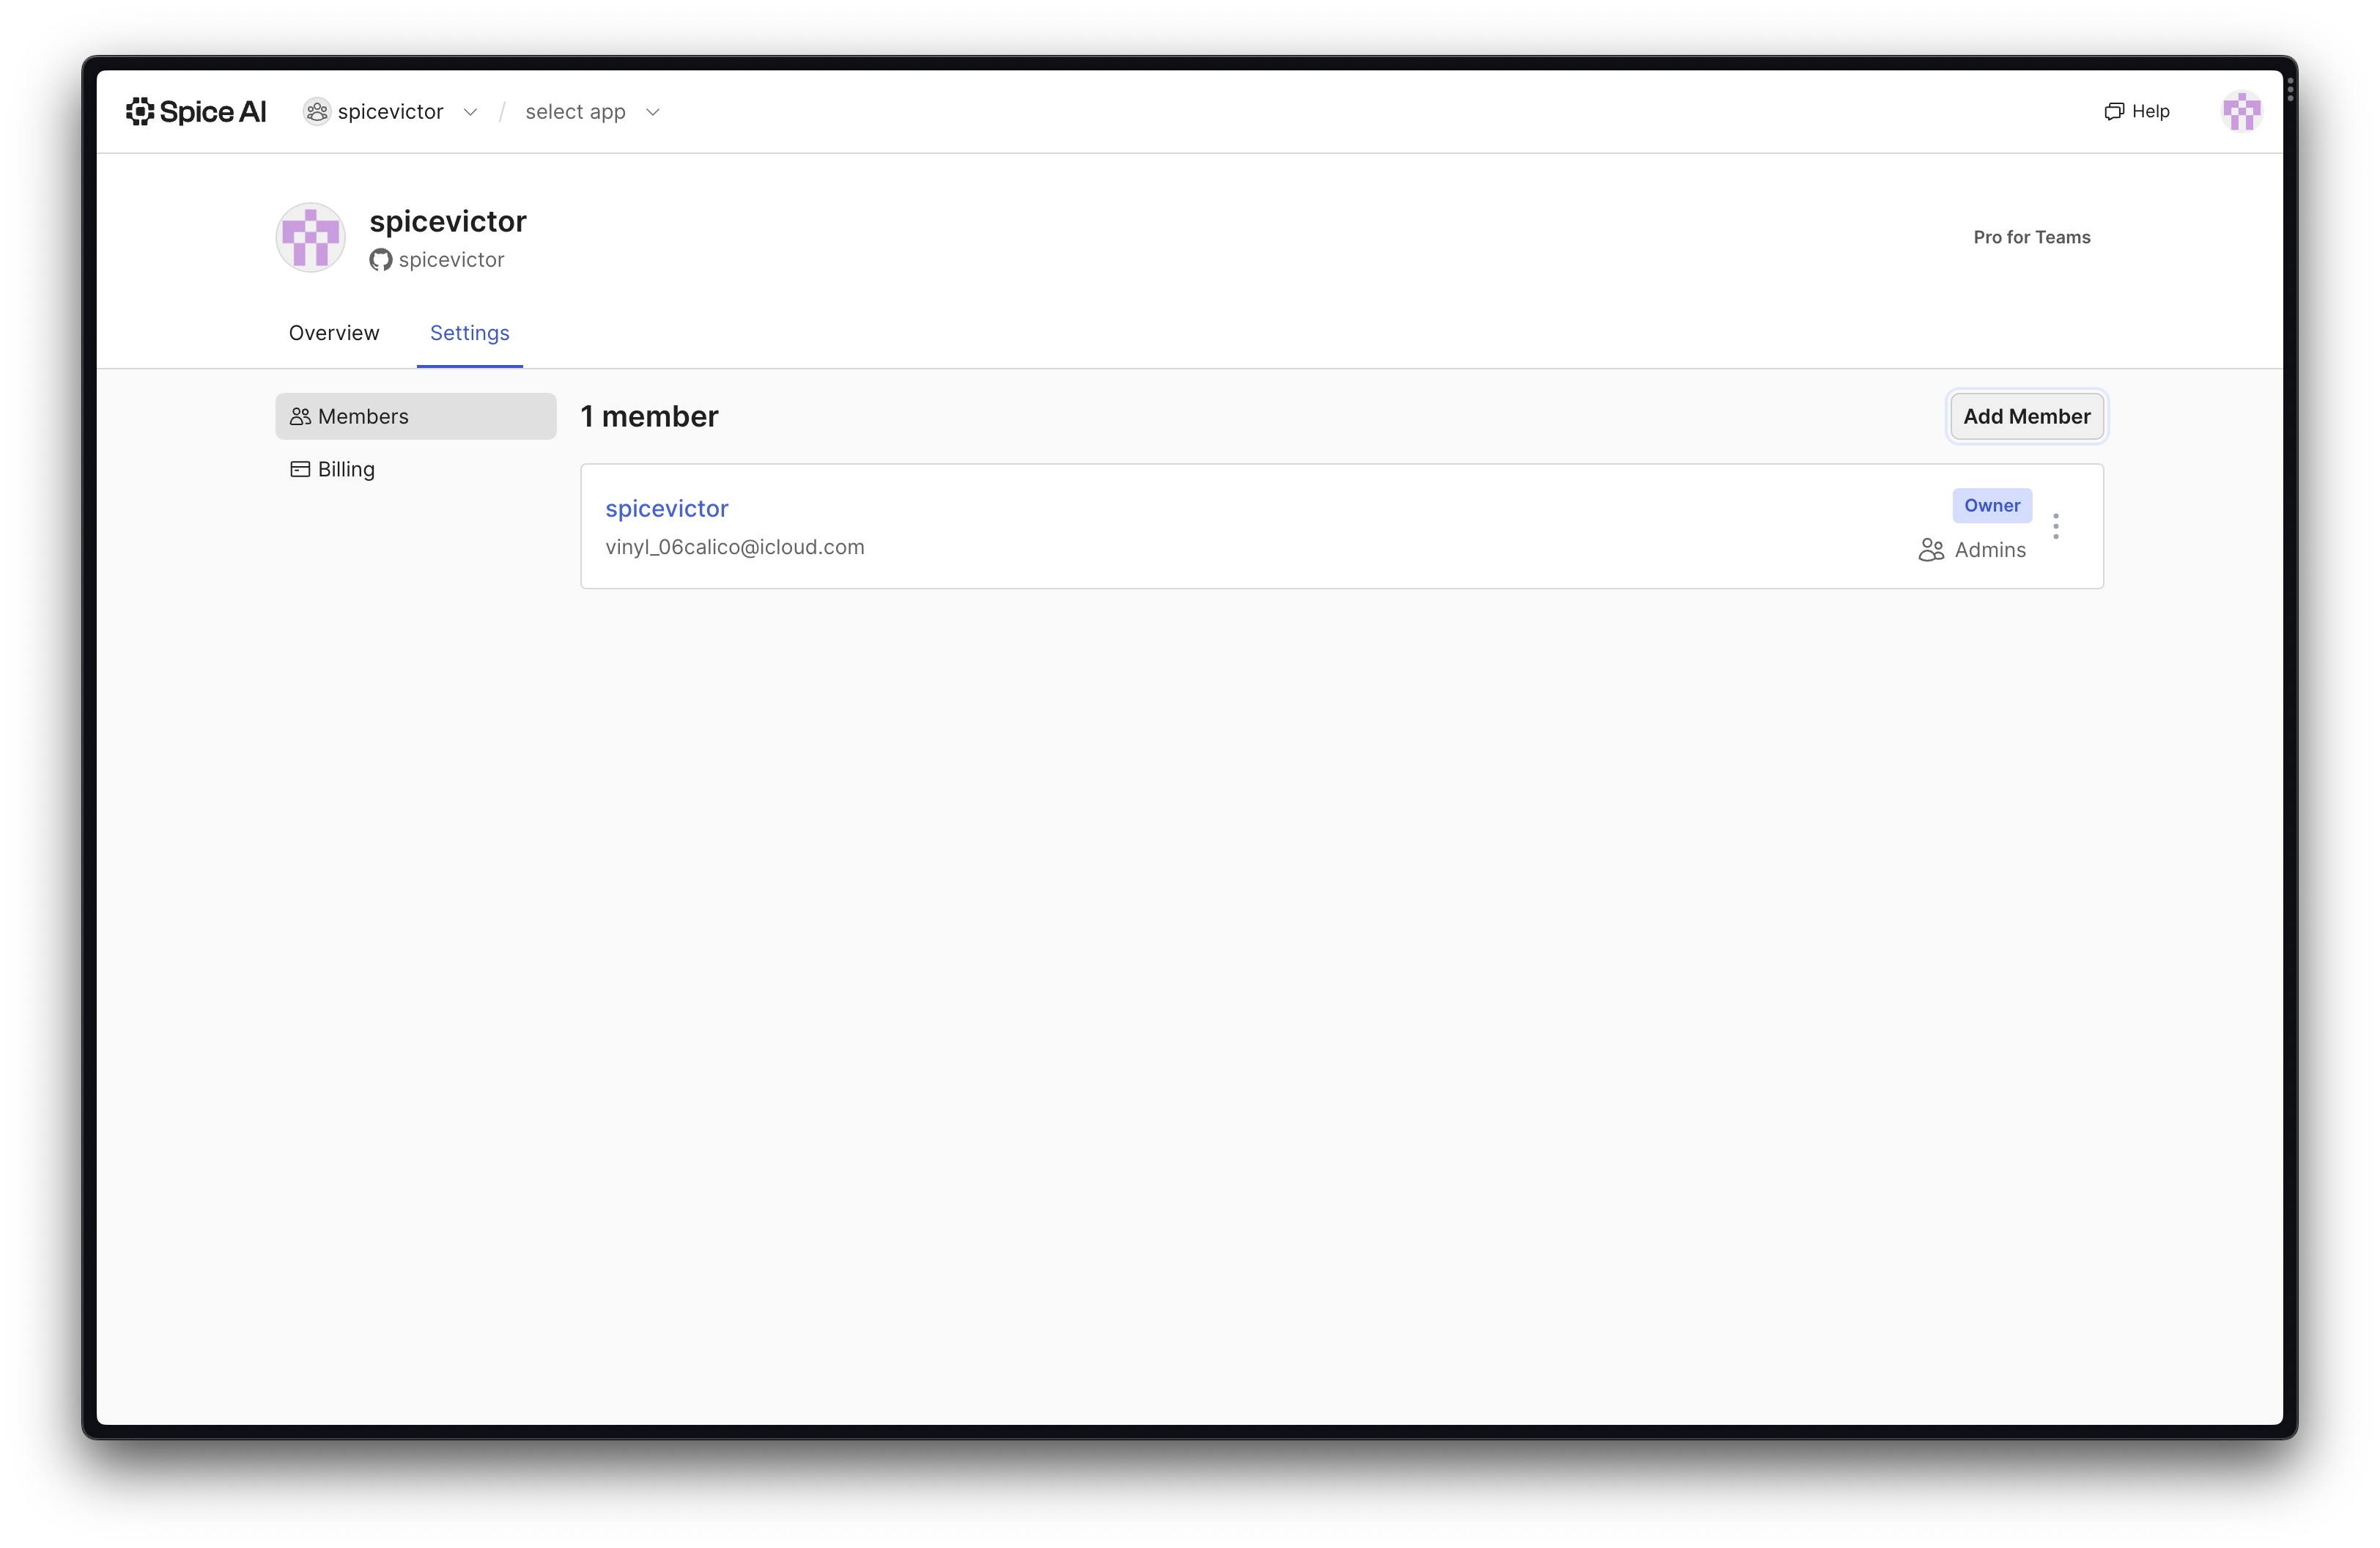 Spice AI spicevictor / select app Help
spicevictor
spicevictor
Pro for Teams
Overview Settings
Members
Billing
1 member Add Member
spicevictor
vinyl_06calico@icloud.com
Owner
Admins